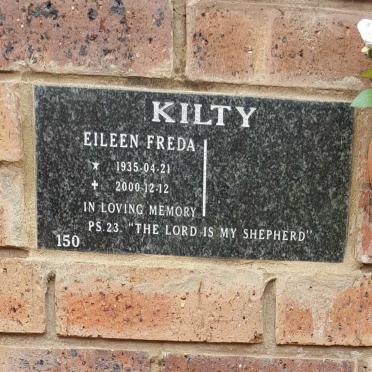 KILTY
EILEEN FREDA
★ 1935-04-21
✝ 2000-12-12
IN LOVING MEMORY
PS.23. "THE LORD IS MY SHEPHERD"
150